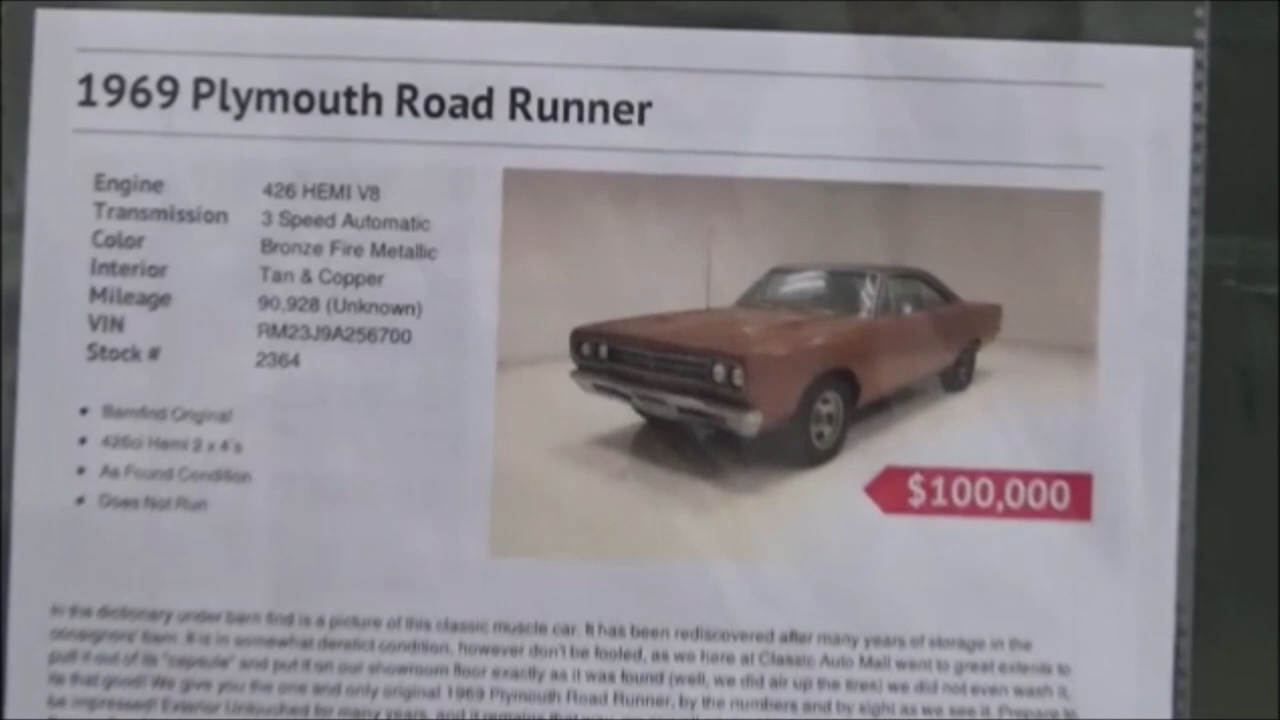 1969 Plymouth Road Runner
Engine 426 HEMI V8
Transmission 3 Speed Automatic
Color Bronze Fire Metallic
Interior Tan & Copper
Mileage 90,928 (Unknown)
VIN RM23J9A256700
Stock # 2364
• Barnfind Original
• 426ci Hemi 2 x 4's
• As Found Condition
• Does Not Run
$100,000
In the dictionary under barn find is a picture of this classic muscle car. It has been rediscovered after many years of storage in the
consignors' barn. It is in somewhat derelict condition, however don't be fooled, as we here at Classic Auto Mall went to great extents to
pull it out of its "capsule" and put it on our showroom floor exactly as it was found (well, we did air up the tires) we did not even wash it,
its that good! We give you the one and only original 1969 Plymouth Road Runner, by the numbers and by sight as we see it. Prepare to
be impressed! Exterior Untouched for many years, and it remains that way